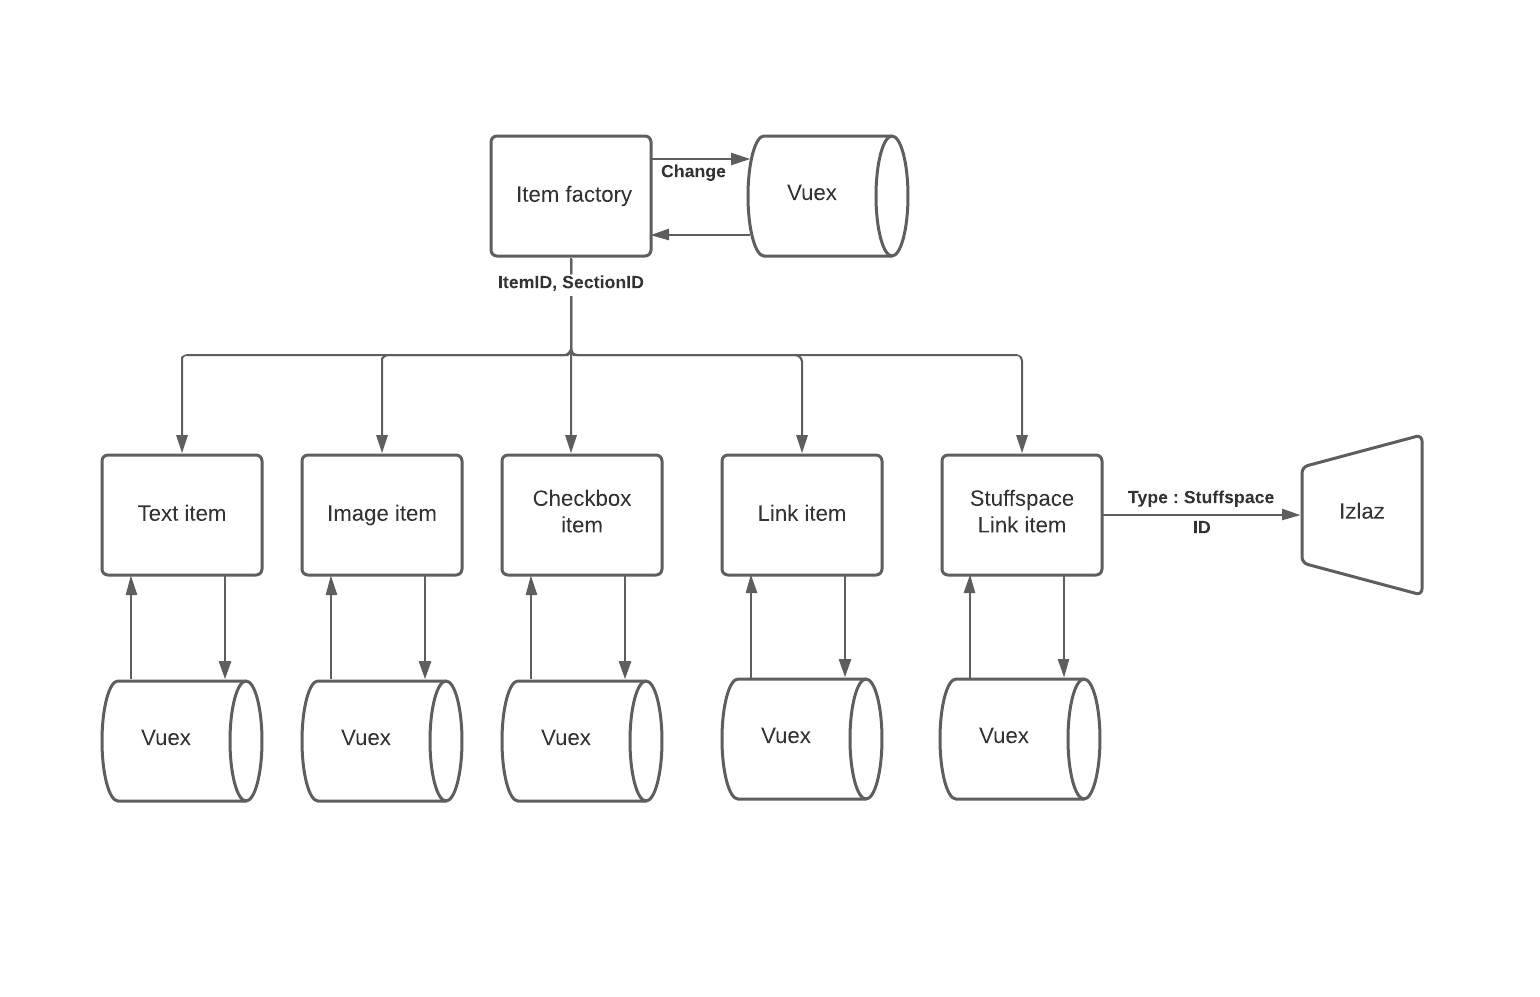 Item factory
Change
Vuex
ItemID, SectionID
Text item
Image item
Checkbox
item
Link item
Stuffspace
Link item
Type : Stuffspace
ID
Izlaz
Vuex
Vuex
Vuex
Vuex
Vuex